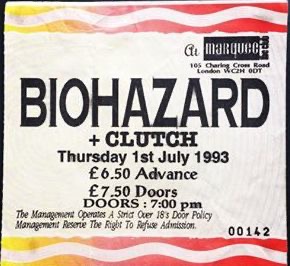 At MARQUEE
105 Charing Cross Road
London WC2H 0DT
BIOHAZARD
+ CLUTCH
Thursday 1st July 1993
£6.50 Advance
£7.50 Doors
DOORS : 7:00 pm
The Management Operates A Strict Over 18's Door Policy
Management Reserve The Right To Refuse Admission.
00142